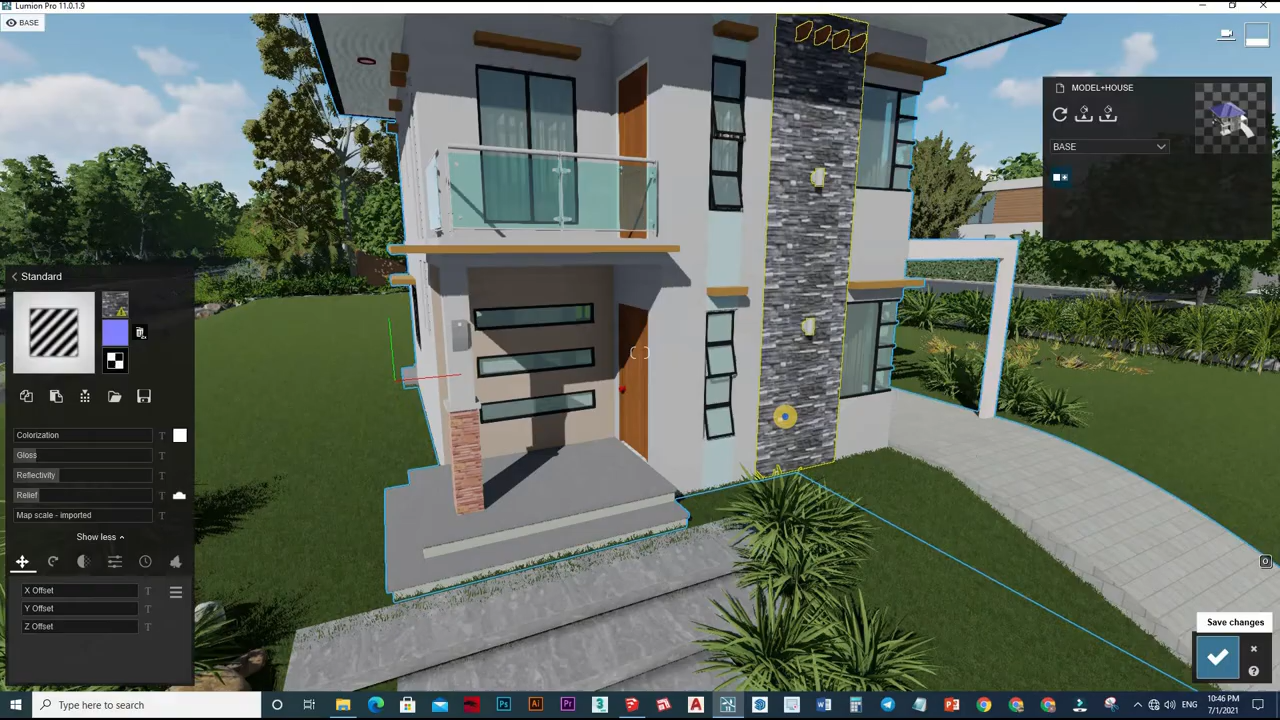 Lumion Pro 11.0.1.9
BASE
MODEL+HOUSE
BASE
Standard
Colorization
Gloss
Reflectivity
Relief
Map scale - imported
Show less
X Offset
Y Offset
Z Offset
Save changes
Type here to search
ENG
10:46 PM
7/1/2021